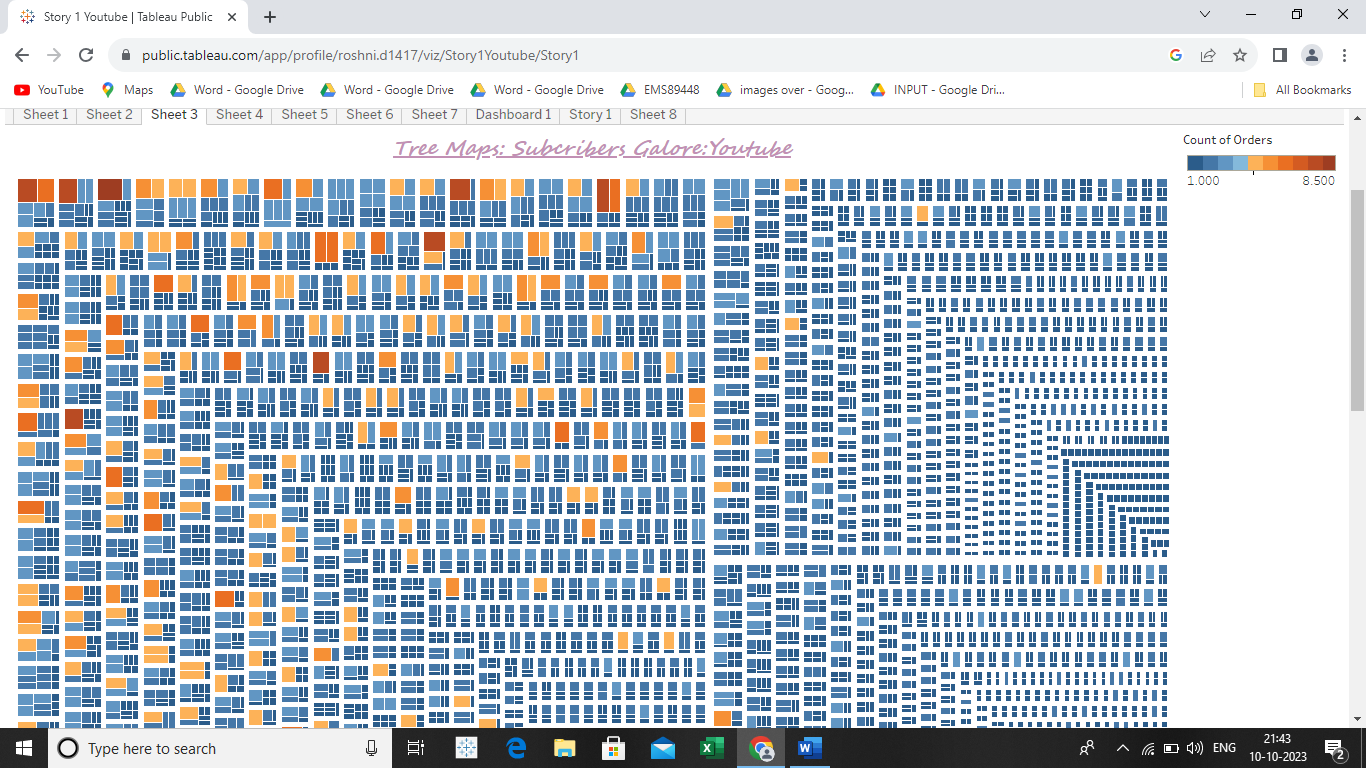 Story 1 Youtube | Tableau Public
public.tableau.com/app/profile/roshni.d1417/viz/Story1Youtube/Story1
YouTube Maps Word - Google Drive Word - Google Drive Word - Google Drive EMS89448 images over - Goog... INPUT - Google Dri... All Bookmarks
Sheet 1 Sheet 2 Sheet 3 Sheet 4 Sheet 5 Sheet 6 Sheet 7 Dashboard 1 Story 1 Sheet 8
Tree Maps: Subcribers Galore:Youtube
Count of Orders
1.000 8.500
Type here to search
ENG
21:43
10-10-2023
2